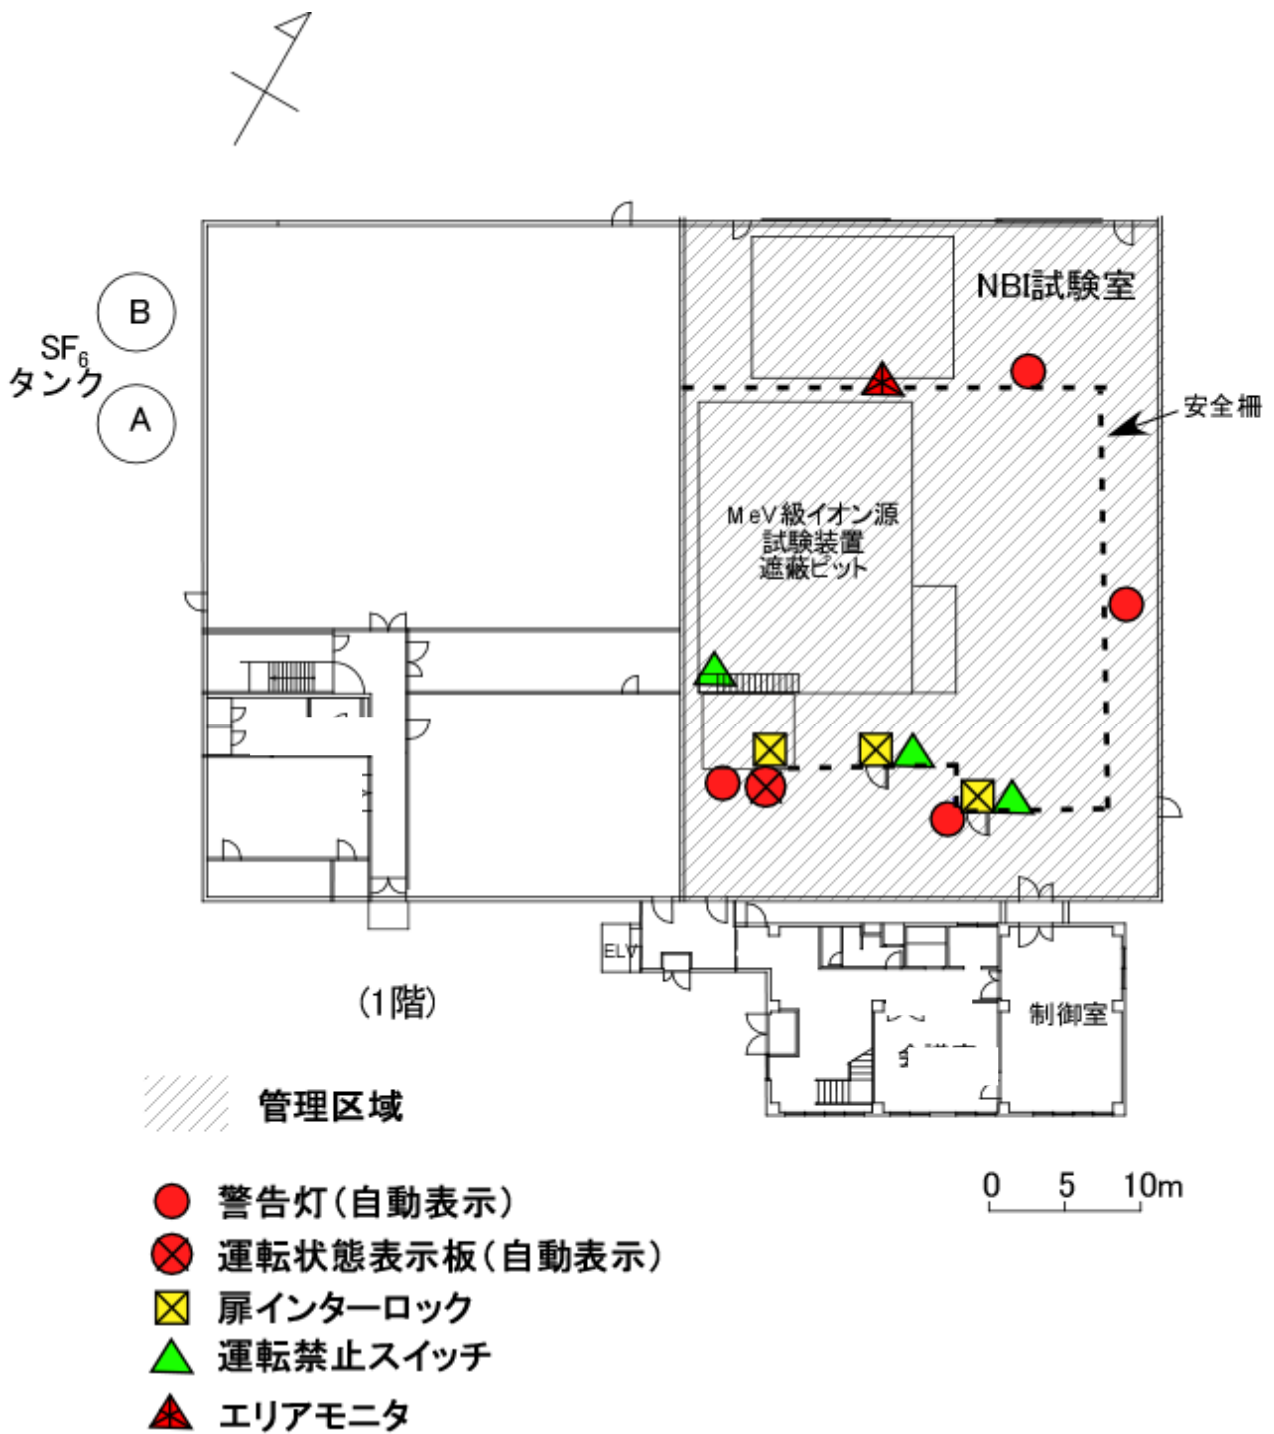 NBI試験室
B
SF6
タンク
A
安全柵
MeV級イオン源
試験装置
遮蔽ピット
ELV
(1階)
制御室
管理区域
0 5 10m
警告灯(自動表示)
運転状態表示板(自動表示)
扉インターロック
運転禁止スイッチ
エリアモニタ